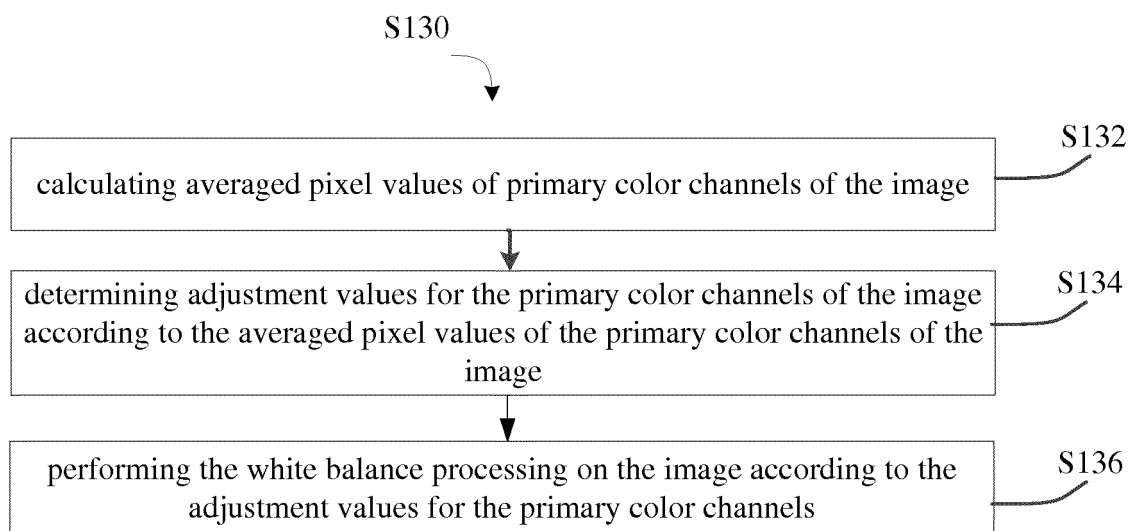 S130
S132
calculating averaged pixel values of primary color channels of the image
S134
determining adjustment values for the primary color channels of the image
according to the averaged pixel values of the primary color channels of the
image
S136
performing the white balance processing on the image according to the
adjustment values for the primary color channels